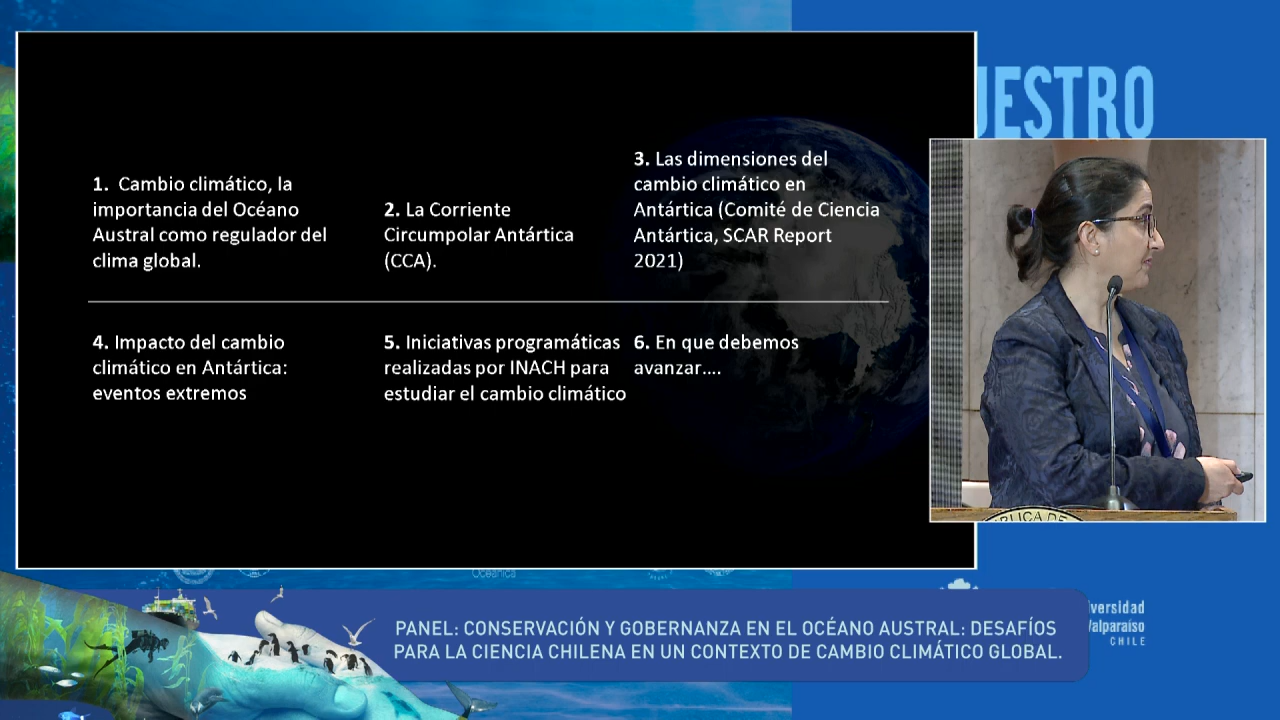 UESTRO
1. Cambio climático, la
importancia del Océano
Austral como regulador del
clima global.
2. La Corriente
Circumpolar Antártica
(CCA).
3. Las dimensiones del
cambio climático en
Antártica (Comité de Ciencia
Antártica, SCAR Report
2021)
4. Impacto del cambio
climático en Antártica:
eventos extremos
5. Iniciativas programáticas
realizadas por INACH para
estudiar el cambio climático
6. En que debemos
avanzar....
PÚBLICA DE
Oceánica
PANEL: CONSERVACIÓN Y GOBERNANZA EN EL OCÉANO AUSTRAL: DESAFÍOS
PARA LA CIENCIA CHILENA EN UN CONTEXTO DE CAMBIO CLIMÁTICO GLOBAL.
iversidad
Valparaíso
CHILE